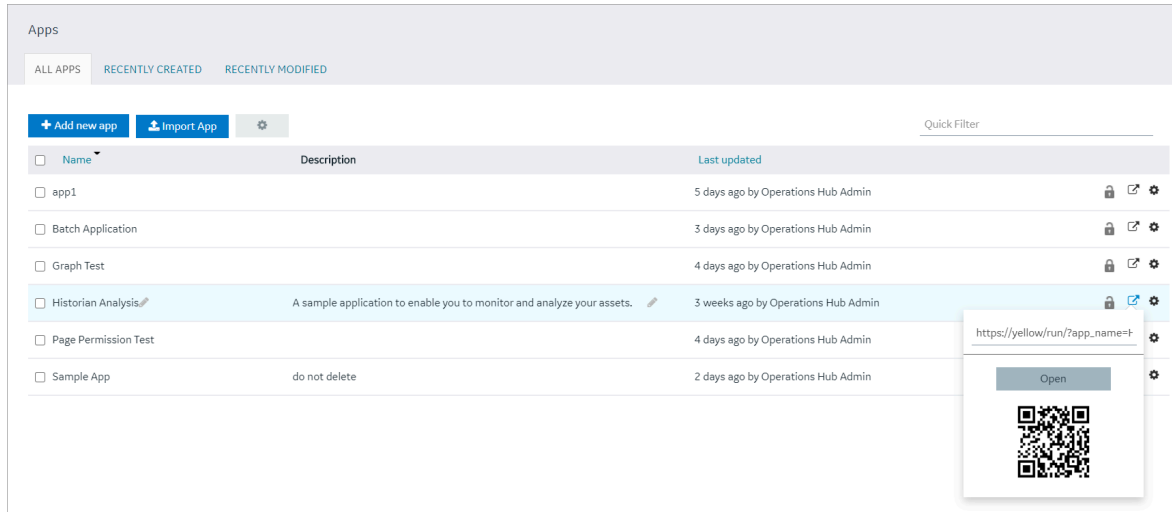 Apps
ALL APPS RECENTLY CREATED RECENTLY MODIFIED
Add new app Import App Quick Filter
Name Description Last updated
app1 5 days ago by Operations Hub Admin
Batch Application 3 days ago by Operations Hub Admin
Graph Test 4 days ago by Operations Hub Admin
Historian Analysis A sample application to enable you to monitor and analyze your assets. 3 weeks ago by Operations Hub Admin
https://yellow/run/?app_name=H
Page Permission Test 4 days ago by Operations Hub Admin
Sample App do not delete 2 days ago by Operations Hub Admin
Open